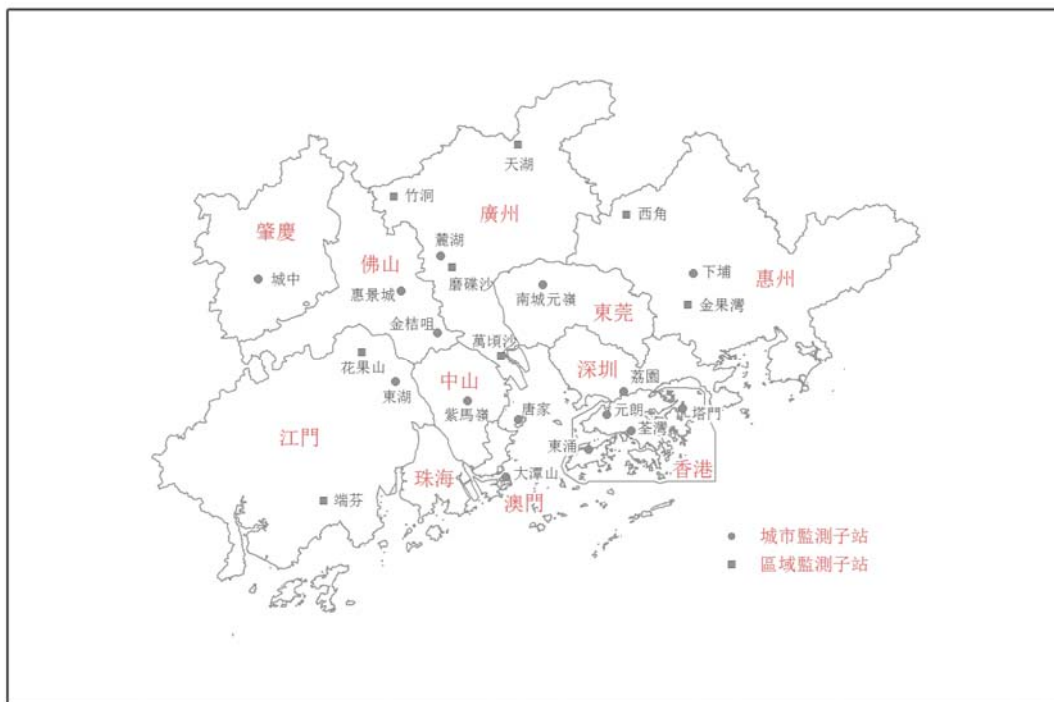 天湖
竹洞
西角
廣州
肇慶
麓湖
佛山
城中
磨碟沙
下埔
惠州
惠景城
南城元嶺
金果灣
東莞
金桔咀
萬頃沙
花果山
深圳
荔園
中山
東湖
紫馬嶺
唐家
元朗
塔門
荃灣
江門
東涌
珠海
大潭山
香港
端芬
澳門
城市監測子站
區域監測子站